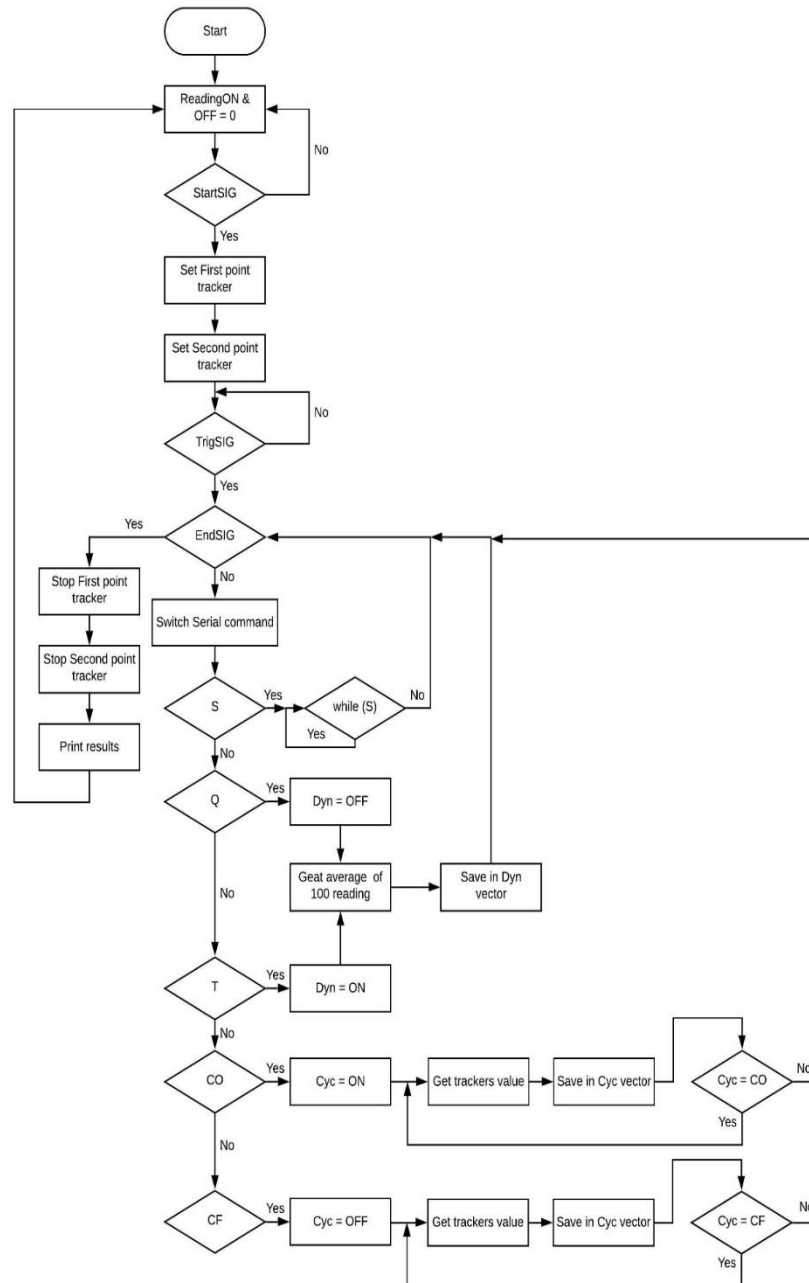 Start
ReadingON &
OFF = 0
No
StartSIG
Yes
Set First point
tracker
Set Second point
tracker
No
TrigSIG
Yes
Yes
EndSIG
No
Stop First point
tracker
Switch Serial command
Stop Second point
tracker
S
Yes
while (S)
No
Yes
Print results
No
Q
Yes
Dyn = OFF
No
Geat average of
100 reading
Save in Dyn
vector
T
Yes
Dyn = ON
No
CO
Yes
Cyc = ON
Get trackers value
Save in Cyc vector
Cyc = CO
No
Yes
No
CF
Yes
Cyc = OFF
Get trackers value
Save in Cyc vector
Cyc = CF
No
Yes